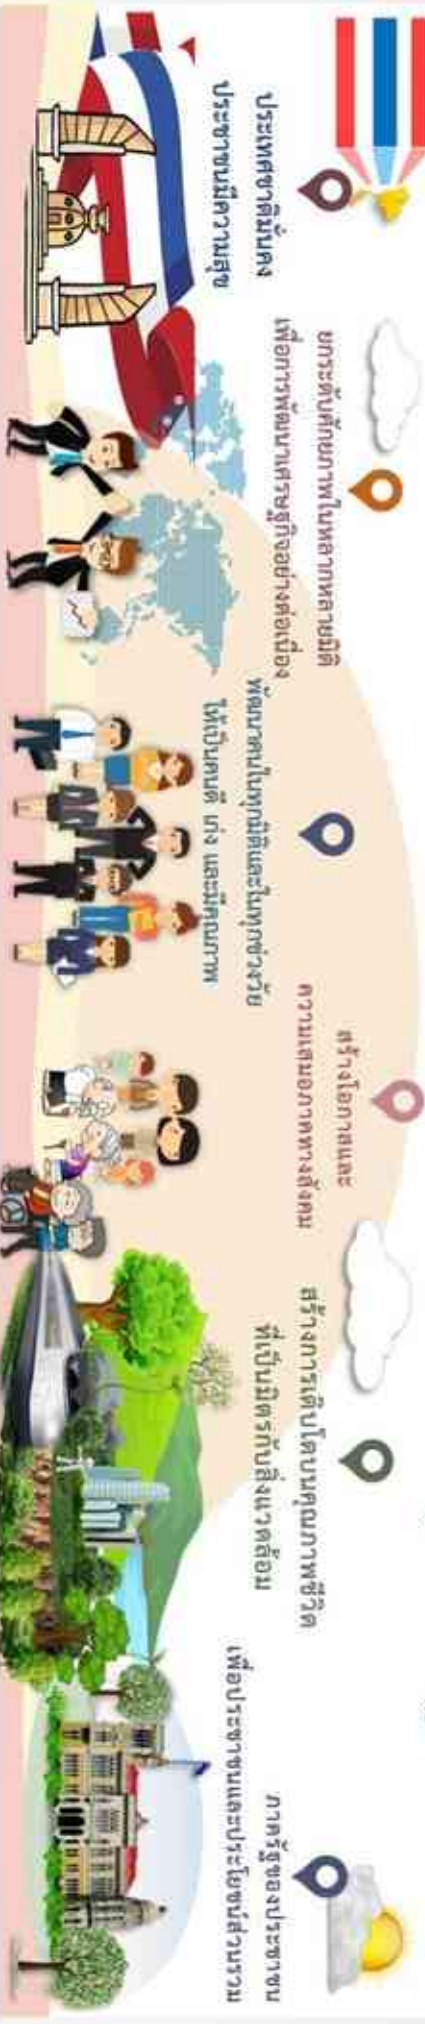 ประเทศชาติมั่นคง
ประชาชนมีความสุข
ยกระดับศักยภาพในหลากหลายมิติ
เพื่อการพัฒนาเศรษฐกิจอย่างต่อเนื่อง
พัฒนาคนในทุกมิติและในทุกช่วงวัย
ให้เป็นคนดี เก่ง และมีคุณภาพ
สร้างโอกาสและ
ความเสมอภาคทางสังคม
สร้างการเติบโตบนคุณภาพชีวิต
ที่เป็นมิตรกับสิ่งแวดล้อม
ภาครัฐของประชาชน
เพื่อประชาชนและประโยชน์ส่วนรวม